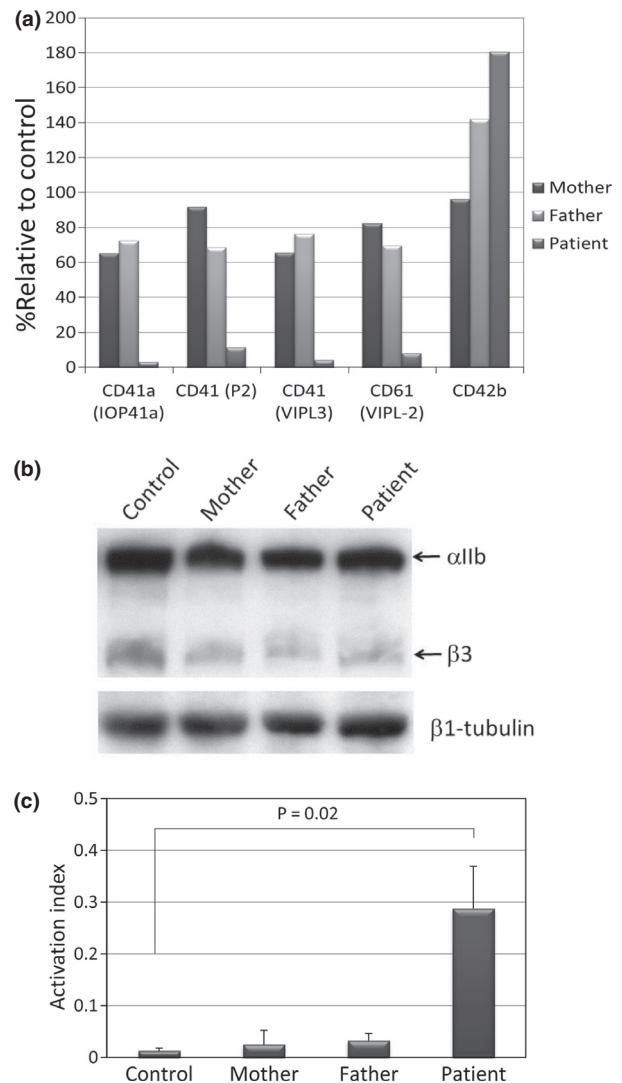 (a)
200
180
160
140
120
100
80
60
40
20
0
%Relative to control
CD41a
(IOP41a)
CD41 (P2)
CD41
(VIPL3)
CD61
(VIPL-2)
CD42b
Mother
Father
Patient
(b)
Control
Mother
Father
Patient
αIIb
β3
β1-tubulin
(c)
0.5
0.4
0.3
0.2
0.1
0
Activation index
P = 0.02
Control
Mother
Father
Patient